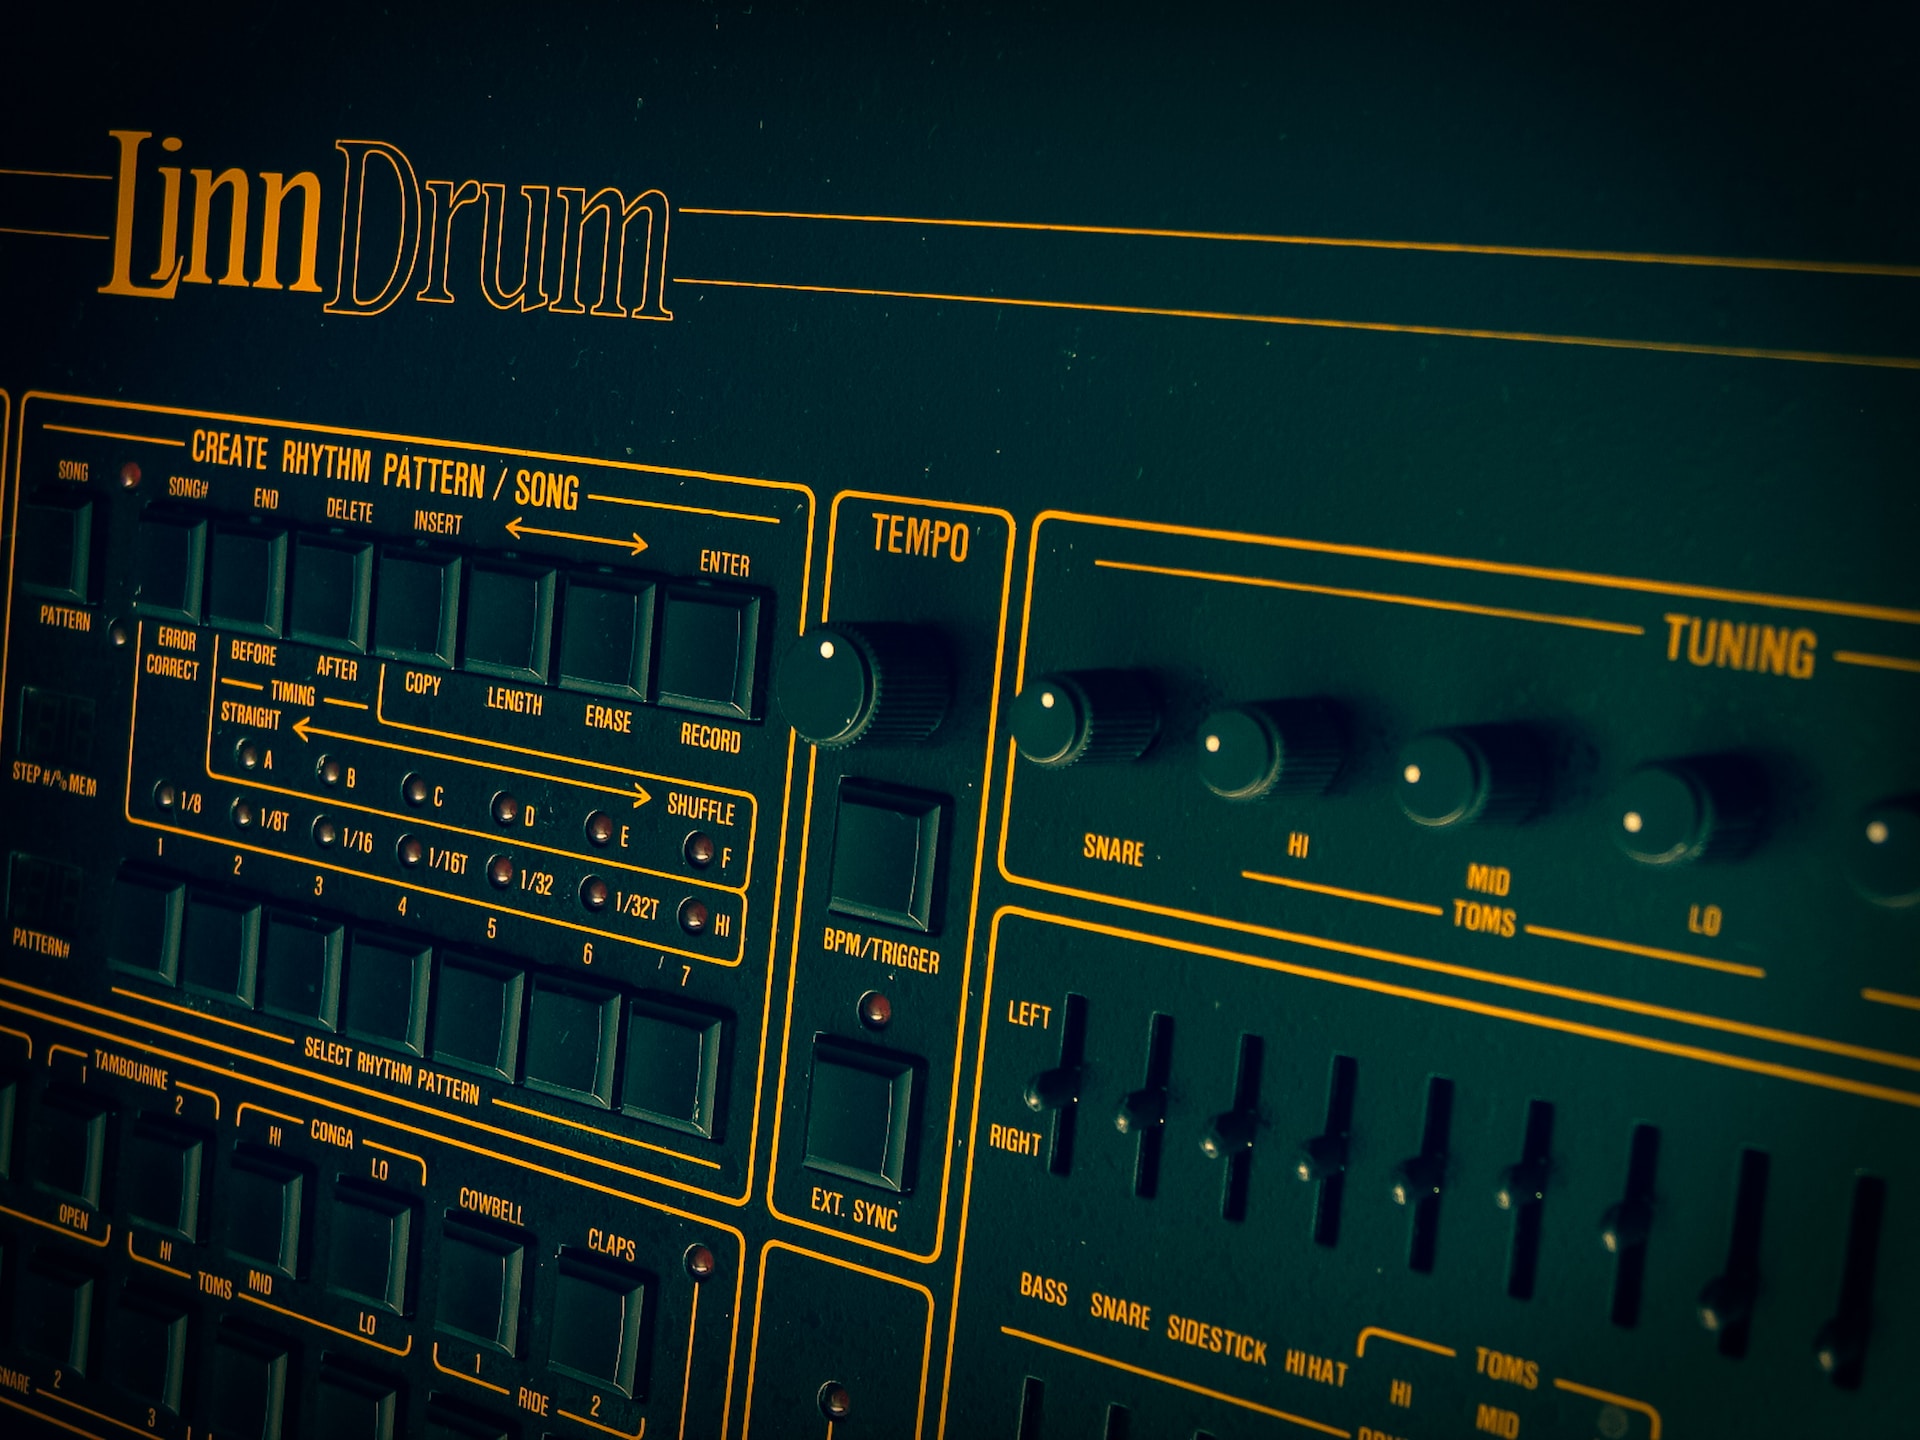 LinnDrum
CREATE RHYTHM PATTERN / SONG
SONG
SONG#
END
DELETE
INSERT
ENTER
PATTERN
ERROR
CORRECT
BEFORE
AFTER
TIMING
COPY
LENGTH
ERASE
RECORD
STRAIGHT
SHUFFLE
A B C D E F
STEP #/% MEM
1/8 1/8T 1/16 1/16T 1/32 1/32T HI
1 2 3 4 5 6 7
PATTERN#
SELECT RHYTHM PATTERN
TEMPO
BPM/TRIGGER
EXT. SYNC
TUNING
SNARE
HI
MID
LO
TOMS
LEFT
RIGHT
BASS SNARE SIDESTICK HIHAT
TOMS
HI
MID
TAMBOURINE
1 2
CONGA
HI
LO
COWBELL
CLAPS
OPEN
HI
MID
LO
TOMS
1
RIDE
2
SNARE
2
3